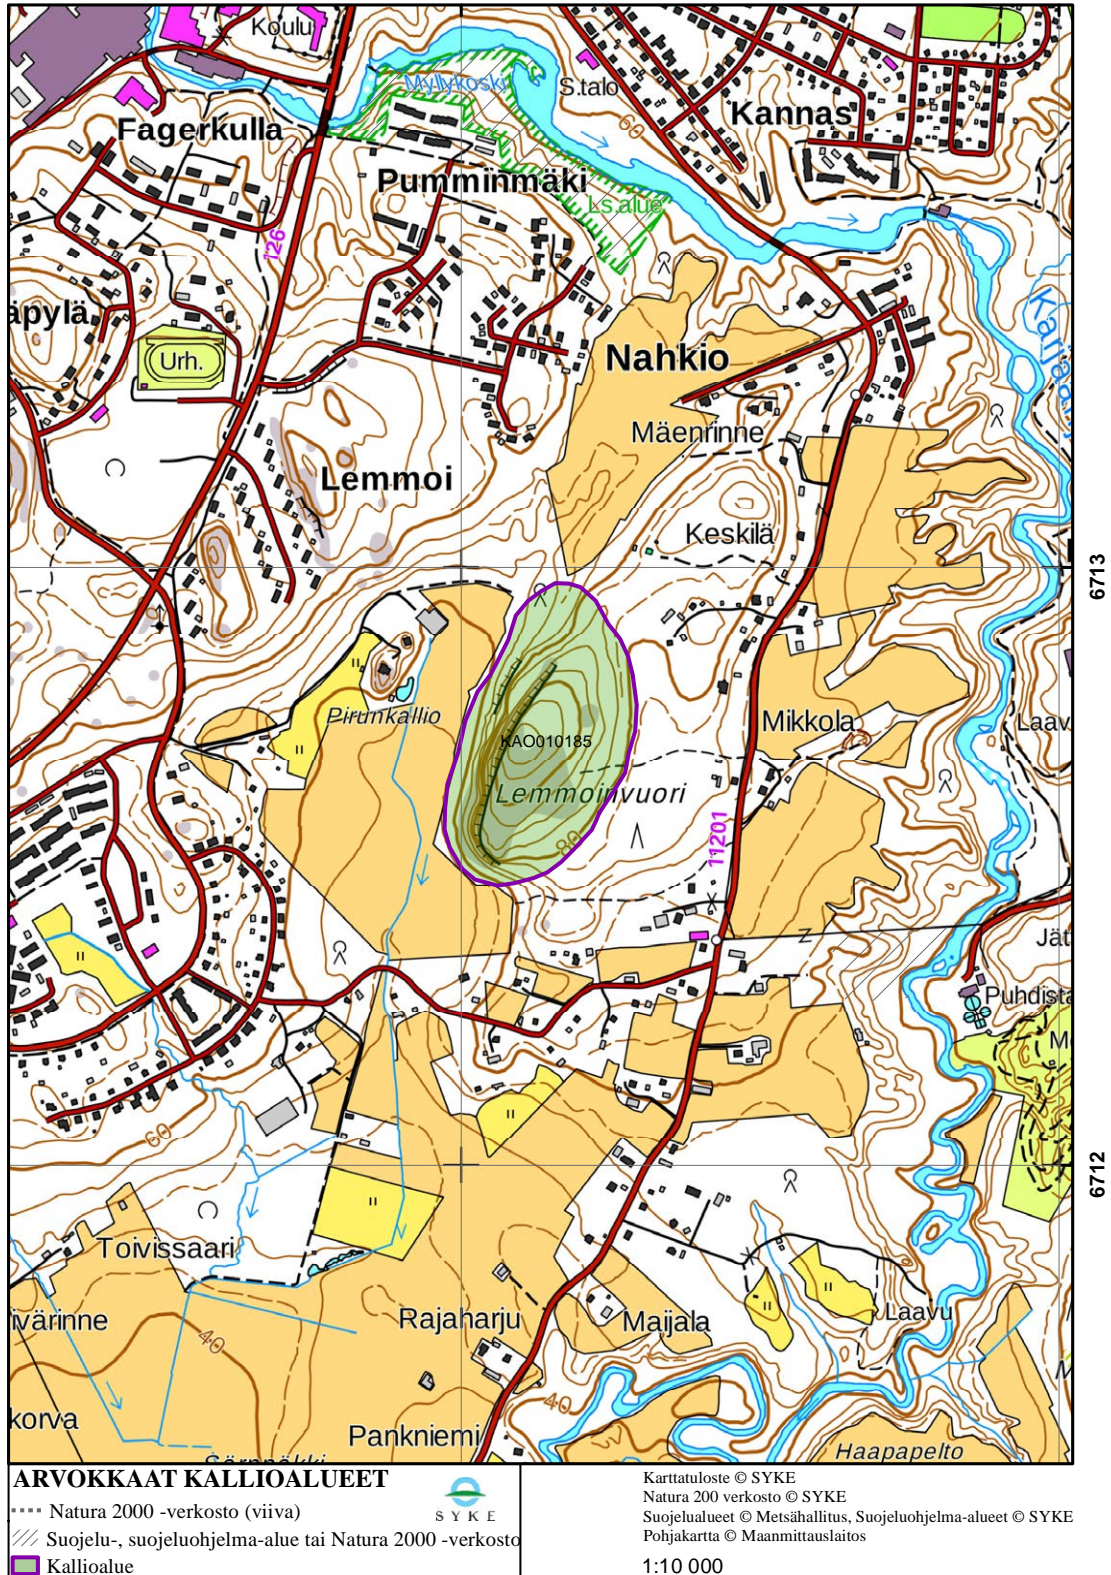 Koulu
Myllykoski
S.talo
Kannas
60
Fagerkulla
Pumminmäki
Ls.alue
126
äpylä
Urh.
Nahkio
Mäenrinne
Lemmoi
Keskilä
6713
Pirunkallio
Mikkola
Laav
KAO010185
Lemmoinvuori
80
11201
Z
Jät
Puhdista
60
6712
Toivissaari
ivärinne
Rajaharju
Maijala
Laavu
40
40
korva
Pankniemi
Haapapelto
ARVOKKAAT KALLIOALUEET
SYKE
Natura 2000 -verkosto (viiva)
Suojelu-, suojeluohjelma-alue tai Natura 2000 -verkosto
Kallioalue
Karttatuloste © SYKE
Natura 200 verkosto © SYKE
Suojelualueet © Metsähallitus, Suojeluohjelma-alueet © SYKE
Pohjakartta © Maanmittauslaitos
1:10 000